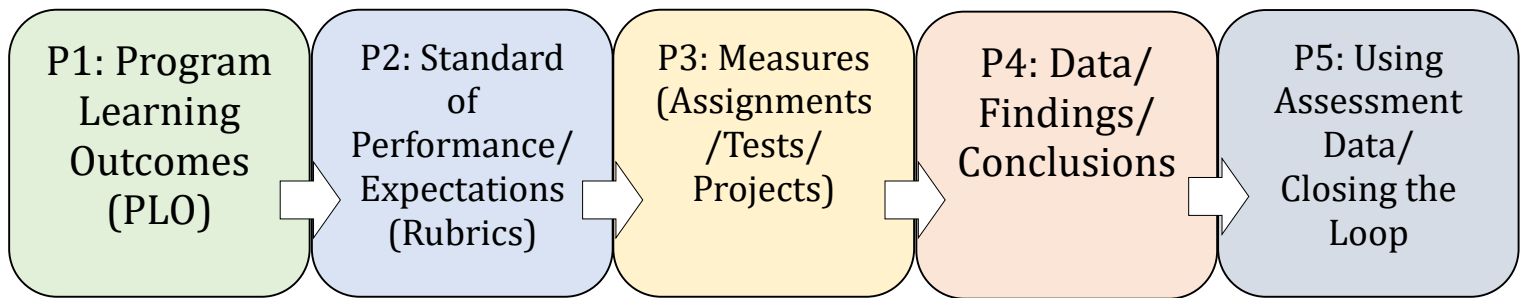 P1: Program
Learning
Outcomes
(PLO)
P2: Standard
of
Performance/
Expectations
(Rubrics)
P3: Measures
(Assignments
/Tests/
Projects)
P4: Data/
Findings/
Conclusions
P5: Using
Assessment
Data/
Closing the
Loop